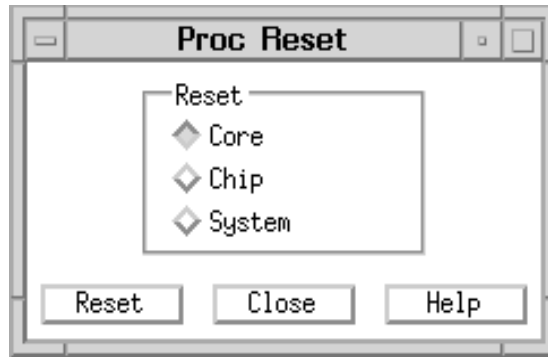 Proc Reset
Reset
Core
Chip
System
Reset Close Help